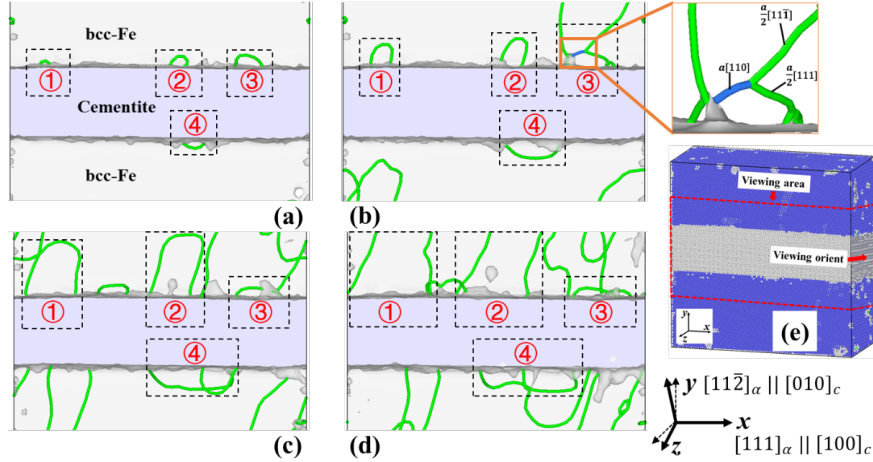 bcc-Fe
①
②
③
Cementite
④
bcc-Fe
(a)
①
②
③
④
(b)
a/2[11̄1̄]
a[110]
a/2[111]
①
②
③
④
(c)
①
②
③
④
(d)
Viewing area
Viewing orient
y
z
x
(e)
y [112̄]α || [010]c
x
z
[111]α || [100]c